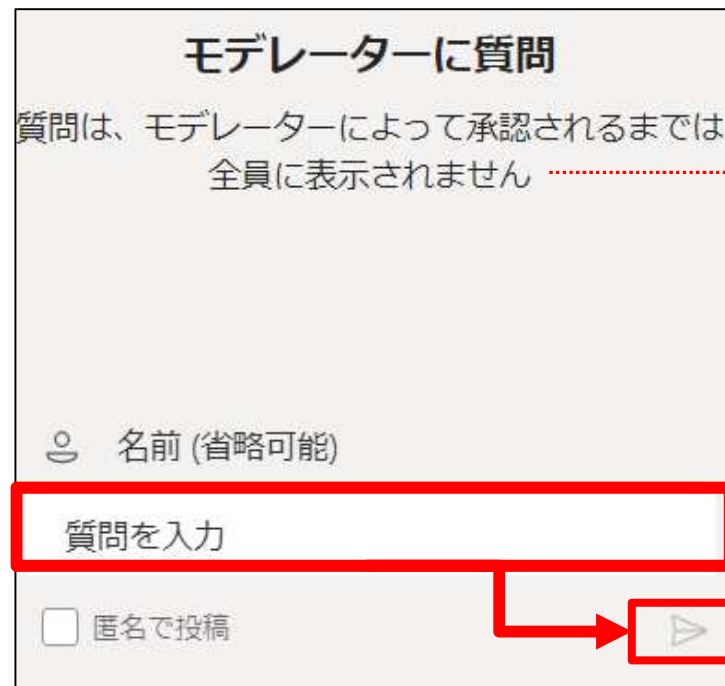 モデレーターに質問
質問は、モデレーターによって承認されるまでは
全員に表示されません
名前 (省略可能)
質問を入力
匿名で投稿